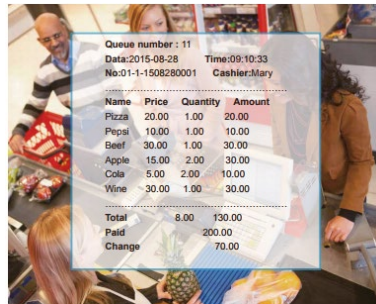 Queue number : 11
Data:2015-08-28 Time:09:10:33
No:01-1-1508280001 Cashier:Mary
Name Price Quantity Amount
Pizza 20.00 1.00 20.00
Pepsi 10.00 1.00 10.00
Beef 30.00 1.00 30.00
Apple 15.00 2.00 30.00
Cola 5.00 2.00 10.00
Wine 30.00 1.00 30.00
Total 8.00 130.00
Paid 200.00
Change 70.00